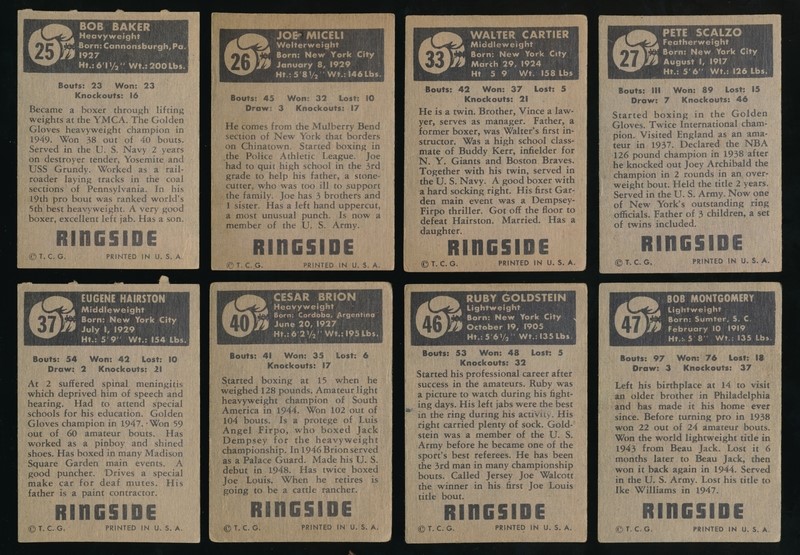 25
BOB BAKER
Heavyweight
Born: Cannonsburgh, Pa.
1927
Ht.: 6'1½" Wt.: 200 Lbs.
Bouts: 23 Won: 23
Knockouts: 16
Became a boxer through lifting
weights at the YMCA. The Golden
Gloves heavyweight champion in
1949. Won 38 out of 40 bouts.
Served in the U. S. Navy 2 years
on destroyer tender, Yosemite and
USS Grundy. Worked as a rail-
roader laying tracks in the coal
sections of Pennsylvania. In his
19th pro bout was ranked world's
5th best heavyweight. A very good
boxer, excellent left jab. Has a son.
RINGSIDE
© T. C. G. PRINTED IN U. S. A.
26
JOE MICELI
Welterweight
Born: New York City
January 8, 1929
Ht.: 5'8½" Wt.: 146 Lbs.
Bouts: 45 Won: 32 Lost: 10
Draw: 3 Knockouts: 17
He comes from the Mulberry Bend
section of New York that borders
on Chinatown. Started boxing in
the Police Athletic League. Joe
had to quit high school in the 3rd
grade to help his father, a stone-
cutter, who was too ill to support
the family. Joe has 3 brothers and
1 sister. Has a left hand uppercut,
a most unusual punch. Is now a
member of the U. S. Army.
RINGSIDE
© T. C. G. PRINTED IN U. S. A.
33
WALTER CARTIER
Middleweight
Born: New York City
March 29, 1924
Ht 5 9 Wt. 158 Lbs
Bouts: 42 Won: 37 Lost: 5
Knockouts: 21
He is a twin. Brother, Vince a law-
yer, serves as manager. Father, a
former boxer, was Walter's first in-
structor. Was a high school class-
mate of Buddy Kerr, infielder for
N. Y. Giants and Boston Braves.
Together with his twin, served in
the U. S. Navy. A good boxer with
a hard socking right. His first Gar-
den main event was a Dempsey-
Firpo thriller. Got off the floor to
defeat Hairston. Married. Has a
daughter.
RINGSIDE
© T. C. G. PRINTED IN U. S. A.
27
PETE SCALZO
Featherweight
Born: New York City
August 1, 1917
Ht.: 5'6" Wt.: 126 Lbs.
Bouts: 111 Won: 89 Lost: 15
Draw: 7 Knockouts: 46
Started boxing in the Golden
Gloves. Twice International cham-
pion. Visited England as an ama-
teur in 1937. Declared the NBA
126 pound champion in 1938 after
he knocked out Joey Archibald the
champion in 2 rounds in an over-
weight bout. Held the title 2 years.
Served in the U.S. Army. Now one
of New York's outstanding ring
officials. Father of 3 children, a set
of twins included.
RINGSIDE
© T. C. G. PRINTED IN U. S. A.
37
EUGENE HAIRSTON
Middleweight
Born: New York City
July 1, 1929
Ht.: 5'9" Wt.: 154 Lbs.
Bouts: 54 Won: 42 Lost: 10
Draw: 2 Knockouts: 21
At 2 suffered spinal meningitis
which deprived him of speech and
hearing. Had to attend special
schools for his education. Golden
Gloves champion in 1947. Won 59
out of 60 amateur bouts. Has
worked as a pinboy and shined
shoes. Has boxed in many Madison
Square Garden main events. A
good puncher. Drives a special
make car for deaf mutes. His
father is a paint contractor.
RINGSIDE
© T. C. G. PRINTED IN U. S. A.
40
CESAR BRION
Heavyweight
Born: Cordoba, Argentina
June 20, 1927
Ht.: 6'2½" Wt.: 195 Lbs.
Bouts: 41 Won: 35 Lost: 6
Knockouts: 17
Started boxing at 15 when he
weighed 128 pounds. Amateur light
heavyweight champion of South
America in 1944. Won 102 out of
104 bouts. Is a protege of Luis
Angel Firpo, who boxed Jack
Dempsey for the heavyweight
championship. In 1946 Brion served
as a Palace Guard. Made his U. S.
debut in 1948. Has twice boxed
Joe Louis. When he retires is
going to be a cattle rancher.
RINGSIDE
© T. C. G. PRINTED IN U. S. A.
46
RUBY GOLDSTEIN
Lightweight
Born: New York City
October 19, 1905
Ht.: 5'6½" Wt.: 135 Lbs.
Bouts: 53 Won: 48 Lost: 5
Knockouts: 32
Started his professional career after
success in the amateurs. Ruby was
a picture to watch during his fight-
ing days. His left jabs were the best
in the ring during his activity. His
right carried plenty of sock. Gold-
stein was a member of the U. S.
Army before he became one of the
sport's best referees. He has been
the 3rd man in many championship
bouts. Called Jersey Joe Walcott
the winner in his first Joe Louis
title bout.
RINGSIDE
© T. C. G. PRINTED IN U. S. A.
47
BOB MONTGOMERY
Lightweight
Born: Sumter, S. C.
February 10 1919
Ht.: 5' 8" Wt.: 135 Lbs.
Bouts: 97 Won: 76 Lost: 18
Draw: 3 Knockouts: 37
Left his birthplace at 14 to visit
an older brother in Philadelphia
and has made it his home ever
since. Before turning pro in 1938
won 22 out of 24 amateur bouts.
Won the world lightweight title in
1943 from Beau Jack. Lost it 6
months later to Beau Jack, then
won it back again in 1944. Served
in the U. S. Army. Lost his title to
Ike Williams in 1947.
RINGSIDE
© T. C. G. PRINTED IN U. S. A.